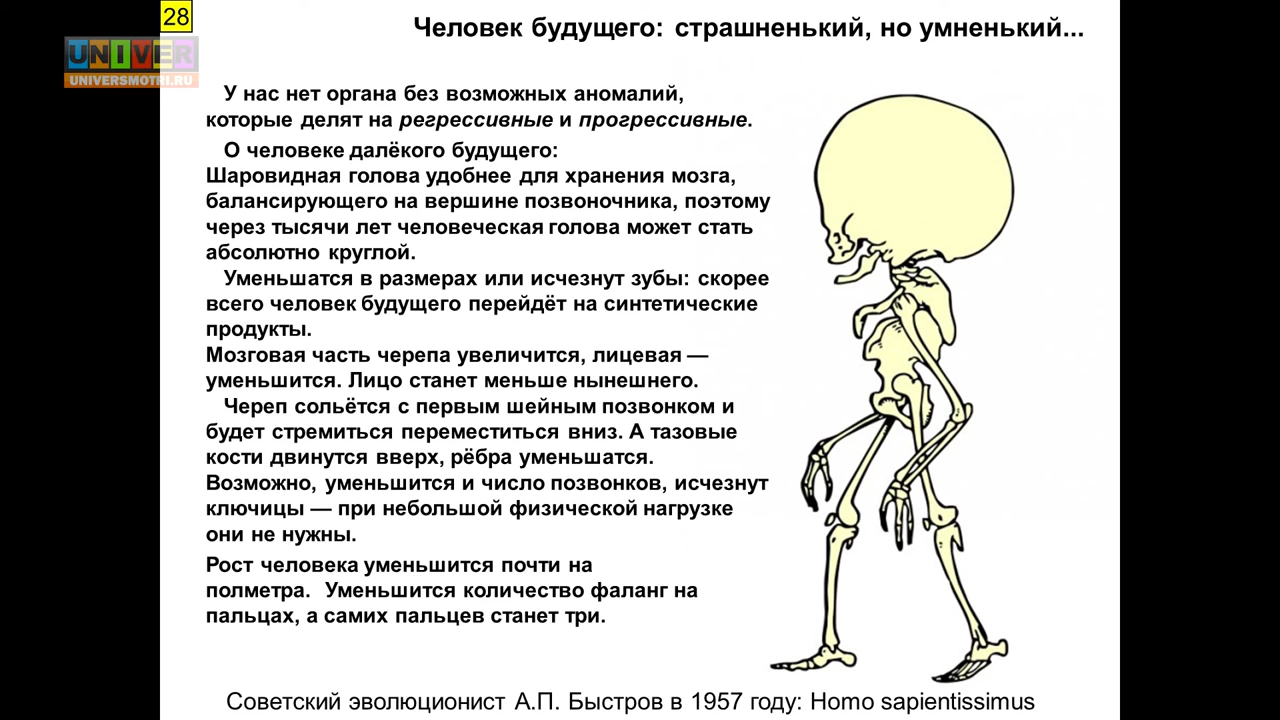 28
UNIVER
UNIVERSMOTRI.RU
Человек будущего: страшненький, но умненький...
У нас нет органа без возможных аномалий,
которые делят на регрессивные и прогрессивные.
О человеке далёкого будущего:
Шаровидная голова удобнее для хранения мозга,
балансирующего на вершине позвоночника, поэтому
через тысячи лет человеческая голова может стать
абсолютно круглой.
Уменьшатся в размерах или исчезнут зубы: скорее
всего человек будущего перейдёт на синтетические
продукты.
Мозговая часть черепа увеличится, лицевая —
уменьшится. Лицо станет меньше нынешнего.
Череп сольётся с первым шейным позвонком и
будет стремиться переместиться вниз. А тазовые
кости двинутся вверх, рёбра уменьшатся.
Возможно, уменьшится и число позвонков, исчезнут
ключицы — при небольшой физической нагрузке
они не нужны.
Рост человека уменьшится почти на
полметра. Уменьшится количество фаланг на
пальцах, а самих пальцев станет три.
Советский эволюционист А.П. Быстров в 1957 году: Homo sapientissimus